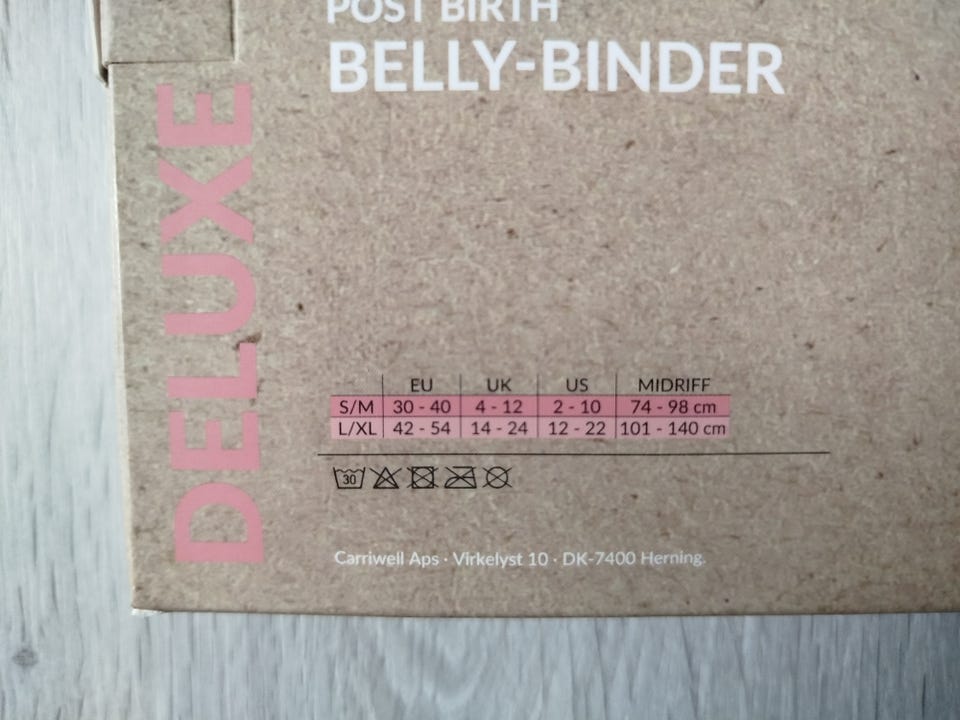 POST BIRTH
BELLY-BINDER
DELUXE
EU UK US MIDRIFF
S/M 30 - 40 4 - 12 2 - 10 74 - 98 cm
L/XL 42 - 54 14 - 24 12 - 22 101 - 140 cm
30
Carriwell Aps · Virkelyst 10 · DK-7400 Herning.